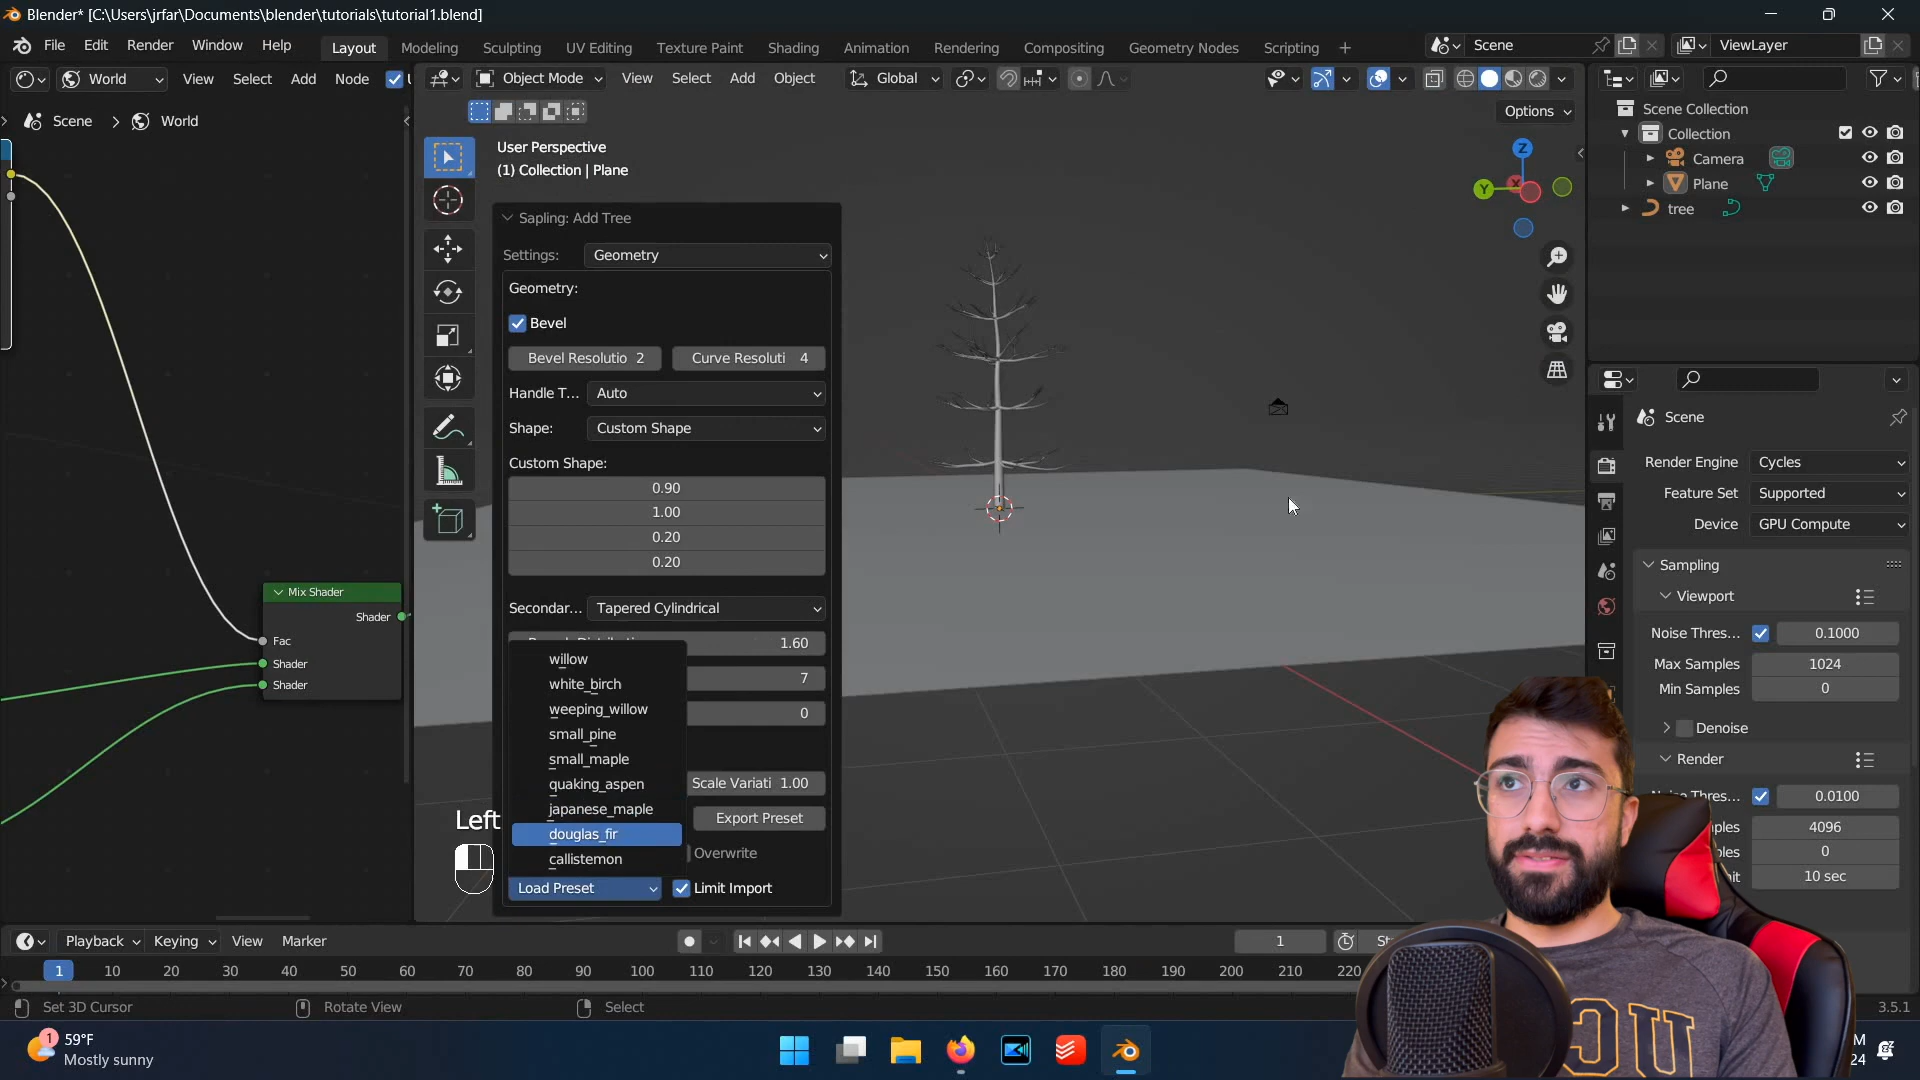 Blender* [C:\Users\jrfar\Documents\blender\tutorials\tutorial1.blend]
File Edit Render Window Help Layout Modeling Sculpting UV Editing Texture Paint Shading Animation Rendering Compositing Geometry Nodes Scripting + Scene ViewLayer
World View Select Add Node Object Mode View Select Add Object Global
Options
Scene > World
User Perspective
(1) Collection | Plane
X
Y
Z
Scene Collection
Collection
Camera
Plane
tree
Sapling: Add Tree
Settings: Geometry
Geometry:
Bevel
Bevel Resolutio 2 Curve Resoluti 4
Handle T... Auto
Shape: Custom Shape
Custom Shape:
0.90
1.00
0.20
0.20
Secondar... Tapered Cylindrical
1.60
7
0
Scale Variati 1.00
Export Preset
Overwrite
willow
white_birch
weeping_willow
small_pine
small_maple
quaking_aspen
japanese_maple
douglas_fir
callistemon
Load Preset Limit Import
Mix Shader
Shader
Fac
Shader
Shader
Left
Scene
Render Engine Cycles
Feature Set Supported
Device GPU Compute
Sampling
Viewport
Noise Thres... 0.1000
Max Samples 1024
Min Samples 0
Denoise
Render
Noise Thres... 0.0100
4096
0
10 sec
Playback Keying View Marker
1
1 10 20 30 40 50 60 70 80 90 100 110 120 130 140 150 160 170 180 190 200 210 220
Set 3D Cursor Rotate View Select 3.5.1
1
59°F
Mostly sunny
UC